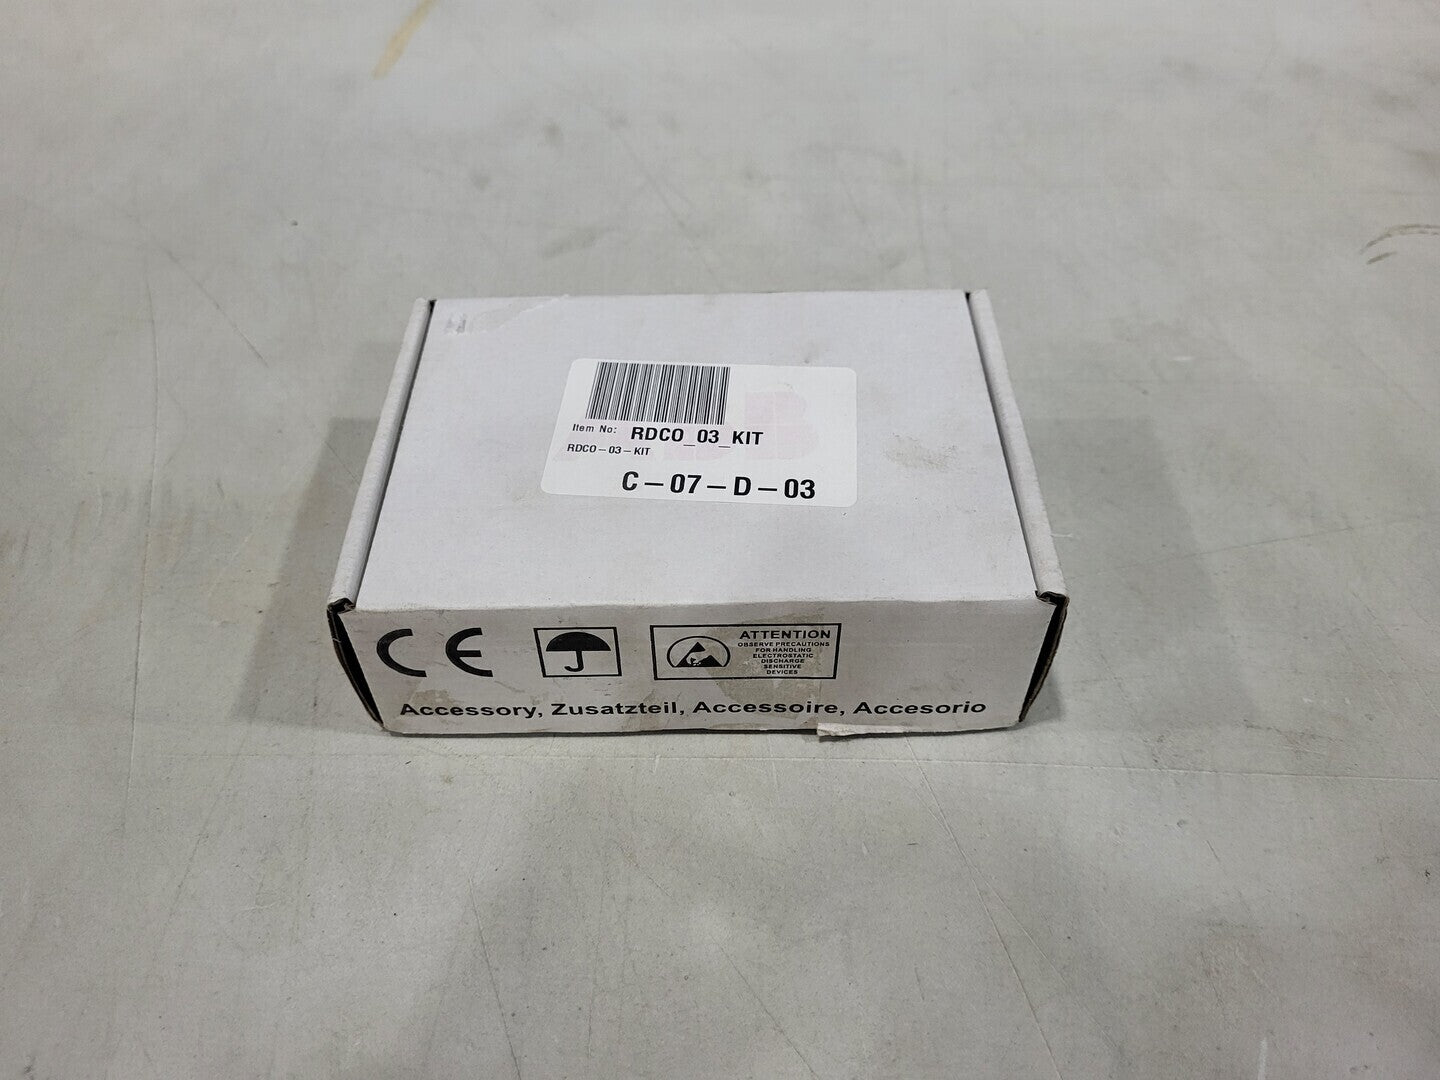 Item No: RDCO_03_KIT
RDCO-03-KIT
C-07-D-03
CE
ATTENTION
OBSERVE PRECAUTIONS
FOR HANDLING
ELECTROSTATIC
DISCHARGE
SENSITIVE
DEVICES
Accessory, Zusatzteil, Accessoire, Accesorio